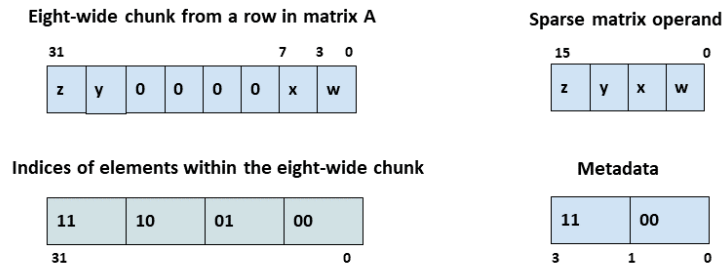 Eight-wide chunk from a row in matrix A
31 7 3 0
z y 0 0 0 0 x w
Sparse matrix operand
15 0
z y x w
Indices of elements within the eight-wide chunk
11 10 01 00
31 0
Metadata
11 00
3 1 0